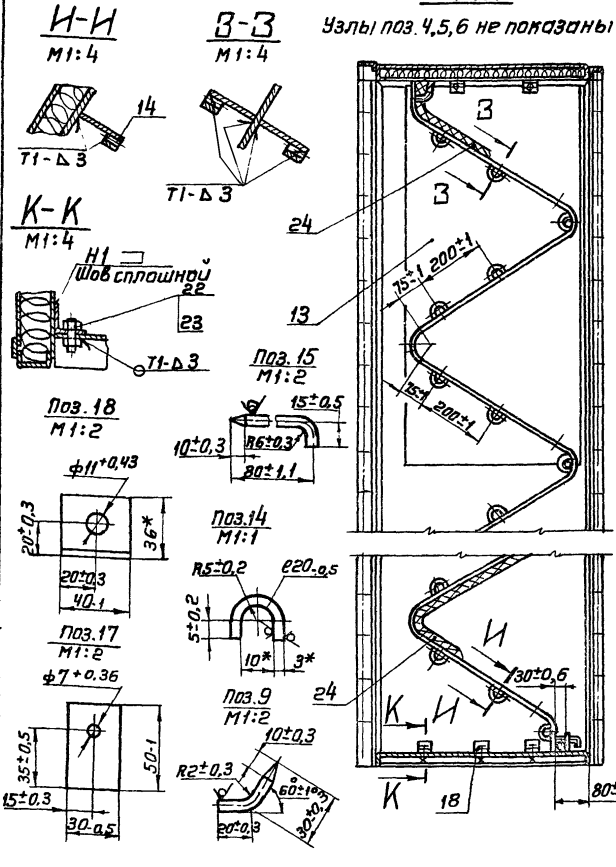 И-И
М1:4
В-В
М1:4
Узлы поз. 4,5,6 не показаны
14
Т1-Δ3
Т1-Δ3
В
В
24
К-К
М1:4
Н1
Шов сплошной
22
23
Т1-Δ3
13
75±1
200±1
75±1
200±1
Поз. 15
М1:2
15±0,5
10±0,3
R6±0,3
80±1,1
Поз. 18
М1:2
ф11+0,43
20±0,3
36*
20±0,3
40-1
Поз.14
М1:1
R5±0,2
5±0,2
10*
3*
Поз.17
М1:2
ф7+0.36
35±0,5
50-1
15±0,3
30-0,5
Поз.9
М1:2
10±0,3
R2±0,3
20±0,3
24
И
И
30±0,6
К
К
18
80±